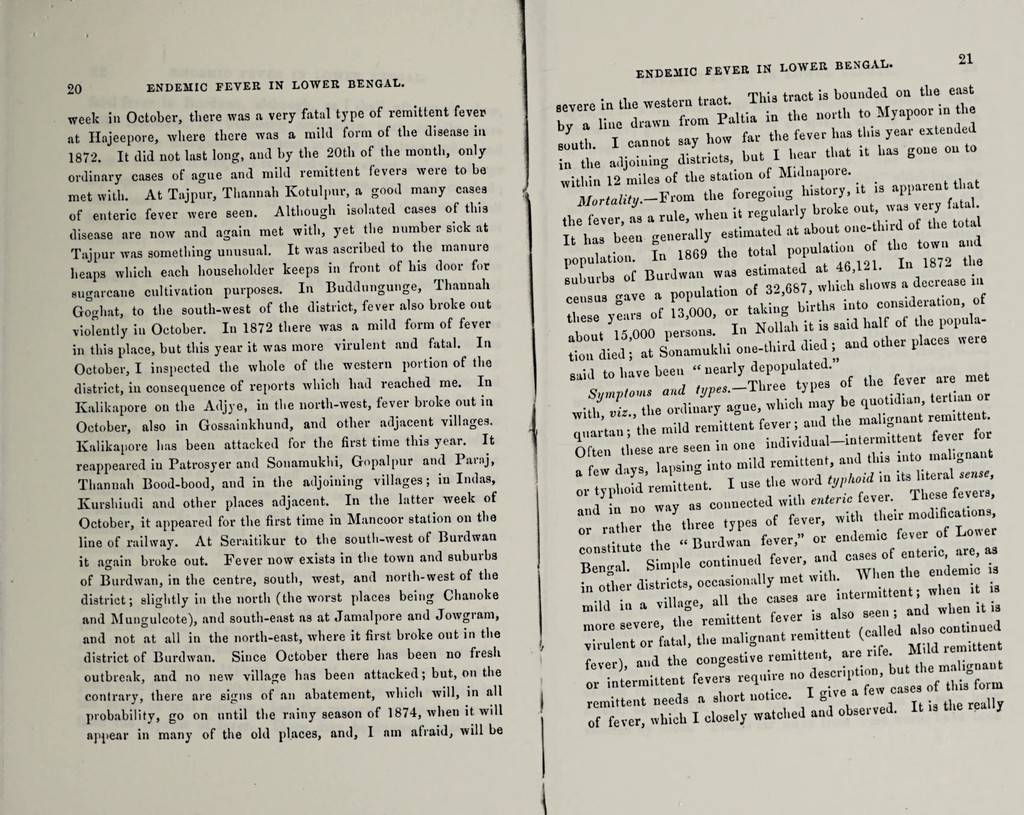 20 ENDEMIC FEVER IN LOWER BENGAL.
week in October, there was a very fatal type of remittent fever
at Hajeepore, where there was a mild form of the disease in
1872. It did not last long, and by the 20th of the month, only
ordinary cases of ague and mild remittent fevers were to be
met with. At Tajpur, Thannah Kotulpur, a good many cases
of enteric fever were seen. Although isolated cases of this
disease are now and again met with, yet the number sick at
Tajpur was something unusual. It was ascribed to the manure
heaps which each householder keeps in front of his door for
sugarcane cultivation purposes. In Buddungunge, Thannah
Goghat, to the south-west of the district, fever also broke out
violently in October. In 1872 there was a mild form of fever
in this place, but this year it was more virulent and fatal. In
October, I inspected the whole of the western portion of the
district, in consequence of reports which had reached me. In
Kalikapore on the Adjye, in the north-west, fever broke out in
October, also in Gossainkhund, and other adjacent villages.
Kalikapore has been attacked for the first time this year. It
reappeared in Patrosyer and Sonamukhi, Gopalpur and Paraj,
Thannah Bood-bood, and in the adjoining villages; in Indas,
Kurshindi and other places adjacent. In the latter week of
October, it appeared for the first time in Mancoor station on the
line of railway. At Seraitikur to the south-west of Burdwan
it again broke out. Fever now exists in the town and suburbs
of Burdwan, in the centre, south, west, and north-west of the
district; slightly in the north (the worst places being Chanoke
and Mungulcote), and south-east as at Jamalpore and Jowgram,
and not at all in the north-east, where it first broke out in the
district of Burdwan. Since October there has been no fresh
outbreak, and no new village has been attacked; but, on the
contrary, there are signs of an abatement, which will, in all
probability, go on until the rainy season of 1874, when it will
appear in many of the old places, and, I am afraid, will be
ENDEMIC FEVER IN LOWER BENGAL. 21
severe in the western tract. This tract is bounded on the east
by a line drawn from Paltia in the north to Myapoor in the
south. I cannot say how far the fever has this year extended
in the adjoining districts, but I hear that it has gone on to
within 12 miles of the station of Midnapore.
Mortality.—From the foregoing history, it is apparent that
the fever, as a rule, when it regularly broke out, was very fatal.
It has been generally estimated at about one-third of the total
population. In 1869 the total population of the town and
suburbs of Burdwan was estimated at 46,121. In 1872 the
census gave a population of 32,687, which shows a decrease in
these years of 13,000, or taking births into consideration, of
about 15,000 persons. In Nollah it is said half of the popula-
tion died; at Sonamukhi one-third died; and other places were
said to have been "nearly depopulated."
Symptoms and types.—Three types of the fever are met
with, viz., the ordinary ague, which may be quotidian, tertian or
quartan; the mild remittent fever; and the malignant remittent.
Often these are seen in one individual—intermittent fever for
a few days, lapsing into mild remittent, and this into malignant
or typhoid remittent. I use the word typhoid in its literal sense,
and in no way as connected with enteric fever. These fevers,
or rather the three types of fever, with their modifications,
constitute the "Burdwan fever," or endemic fever of Lower
Bengal. Simple continued fever, and cases of enteric, are, as
in other districts, occasionally met with. When the endemic is
mild in a village, all the cases are intermittent; when it is
more severe, the remittent fever is also seen; and when it is
virulent or fatal, the malignant remittent (called also continued
fever), and the congestive remittent, are rife. Mild remittent
or intermittent fevers require no description, but the malignant
remittent needs a short notice. I give a few cases of this form
of fever, which I closely watched and observed. It is the really